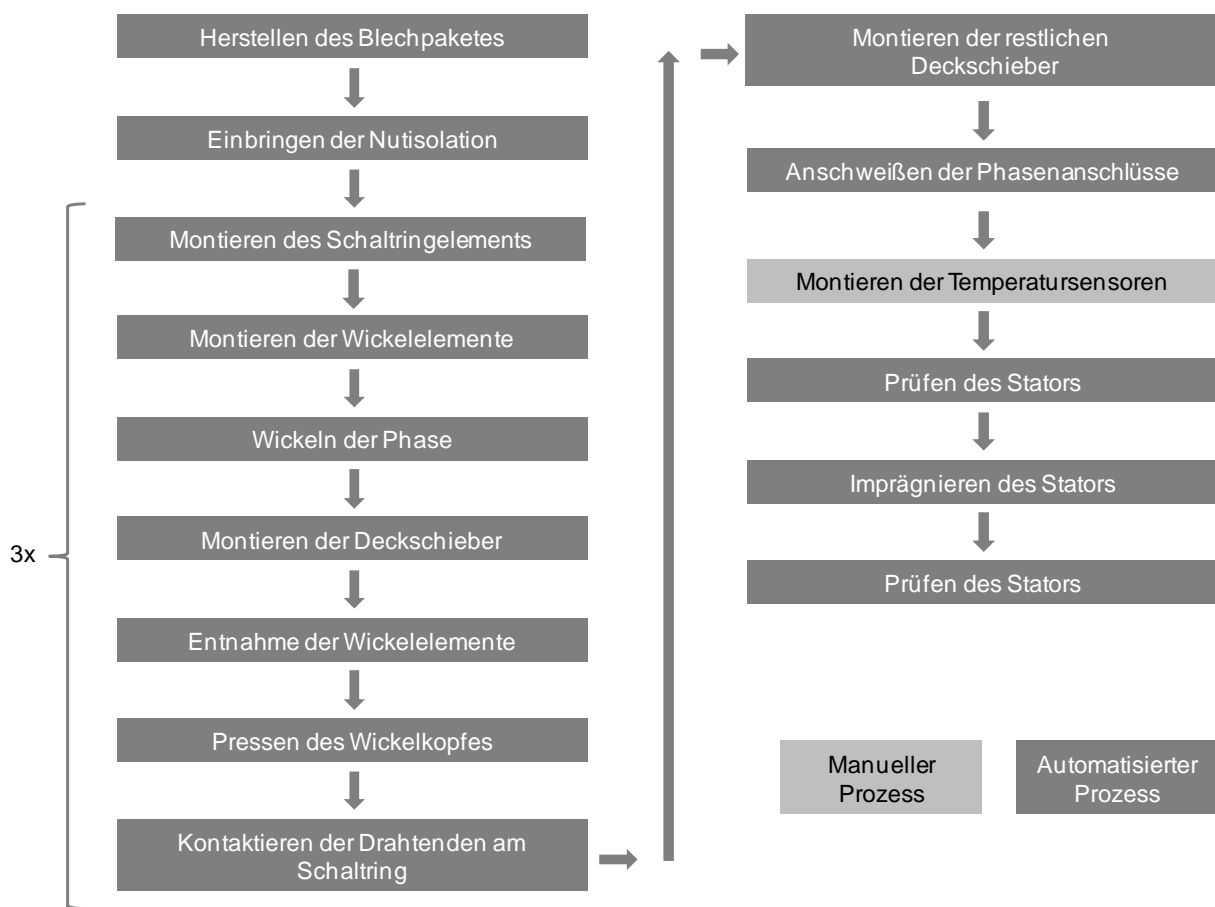 Herstellen des Blechpaketes
Einbringen der Nutisolation
3x
Montieren des Schaltringelements
Montieren der Wickelelemente
Wickeln der Phase
Montieren der Deckschieber
Entnahme der Wickelelemente
Pressen des Wickelkopfes
Kontaktieren der Drahtenden am
Schaltring
Montieren der restlichen
Deckschieber
Anschweißen der Phasenanschlüsse
Montieren der Temperatursensoren
Prüfen des Stators
Imprägnieren des Stators
Prüfen des Stators
Manueller
Prozess
Automatisierter
Prozess